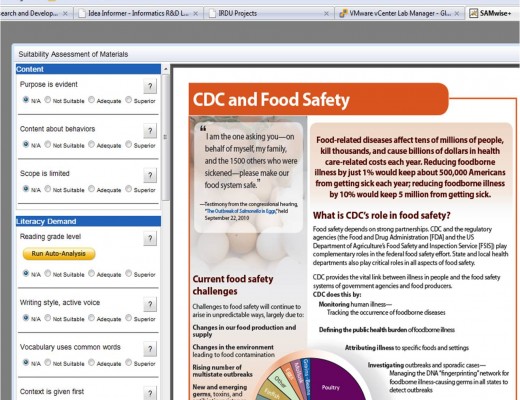 search and Develop...
Idea Informer - Informatics R&D L...
IRDU Projects
VMware vCenter Lab Manager - Gl...
SAMwise+
Suitability Assessment of Materials
Content
Purpose is evident
?
N/A Not Suitable Adequate Superior
Content about behaviors
?
N/A Not Suitable Adequate Superior
Scope is limited
?
N/A Not Suitable Adequate Superior
Literacy Demand
Reading grade level
?
Run Auto-Analysis
N/A Not Suitable Adequate Superior
Writing style, active voice
?
N/A Not Suitable Adequate Superior
Vocabulary uses common words
?
N/A Not Suitable Adequate Superior
Context is given first
?
CDC and Food Safety
“
I am the one asking you—on
behalf of myself, my family,
and the 1500 others who were
sickened—please make our
food system safe.”
—Testimony from the congressional hearing,
“The Outbreak of Salmonella in Eggs,” held
September 22, 2010
Current food safety
challenges
Challenges to food safety will continue to
arise in unpredictable ways, largely due to:
Changes in our food production and
supply
Changes in the environment
leading to food contamination
Rising number of
multistate outbreaks
New and emerging
germs, toxins, and
Food-related diseases affect tens of millions of people,
kill thousands, and cause billions of dollars in health
care-related costs each year. Reducing foodborne
illness by just 1% would keep about 500,000 Americans
from getting sick each year; reducing foodborne illness
by 10% would keep 5 million from getting sick.
What is CDC’s role in food safety?
Food safety depends on strong partnerships. CDC and the regulatory
agencies (the Food and Drug Administration [FDA] and the US
Department of Agriculture’s Food Safety and Inspection Service [FSIS]) play
complementary roles in the federal food safety effort. State and local health
departments also play critical roles in all aspects of food safety.
CDC provides the vital link between illness in people and the food safety
systems of government agencies and food producers.
CDC does this by:
Monitoring human illness—
Tracking the occurrence of foodborne diseases
Defining the public health burden of foodborne illness
Attributing illness to specific foods and settings
Investigating outbreaks and sporadic cases—
Managing the DNA “fingerprinting” network for
foodborne illness-causing germs in all states to
detect outbreaks
Other
Poultry